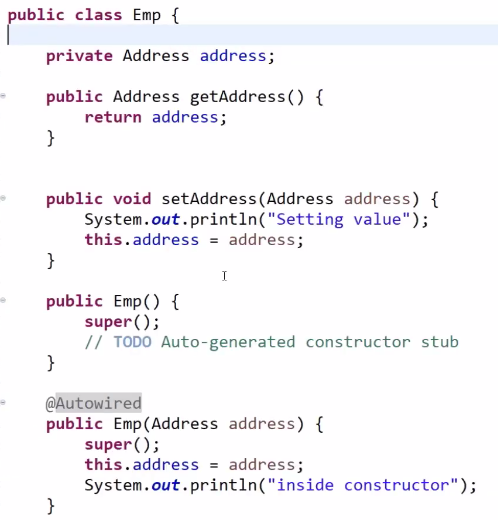 public class Emp {
    private Address address;
    public Address getAddress() {
        return address;
    }
    public void setAddress(Address address) {
        System.out.println("Setting value");
        this.address = address;
    }
    public Emp() {
        super();
        // TODO Auto-generated constructor stub
    }
    @Autowired
    public Emp(Address address) {
        super();
        this.address = address;
        System.out.println("inside constructor");
    }